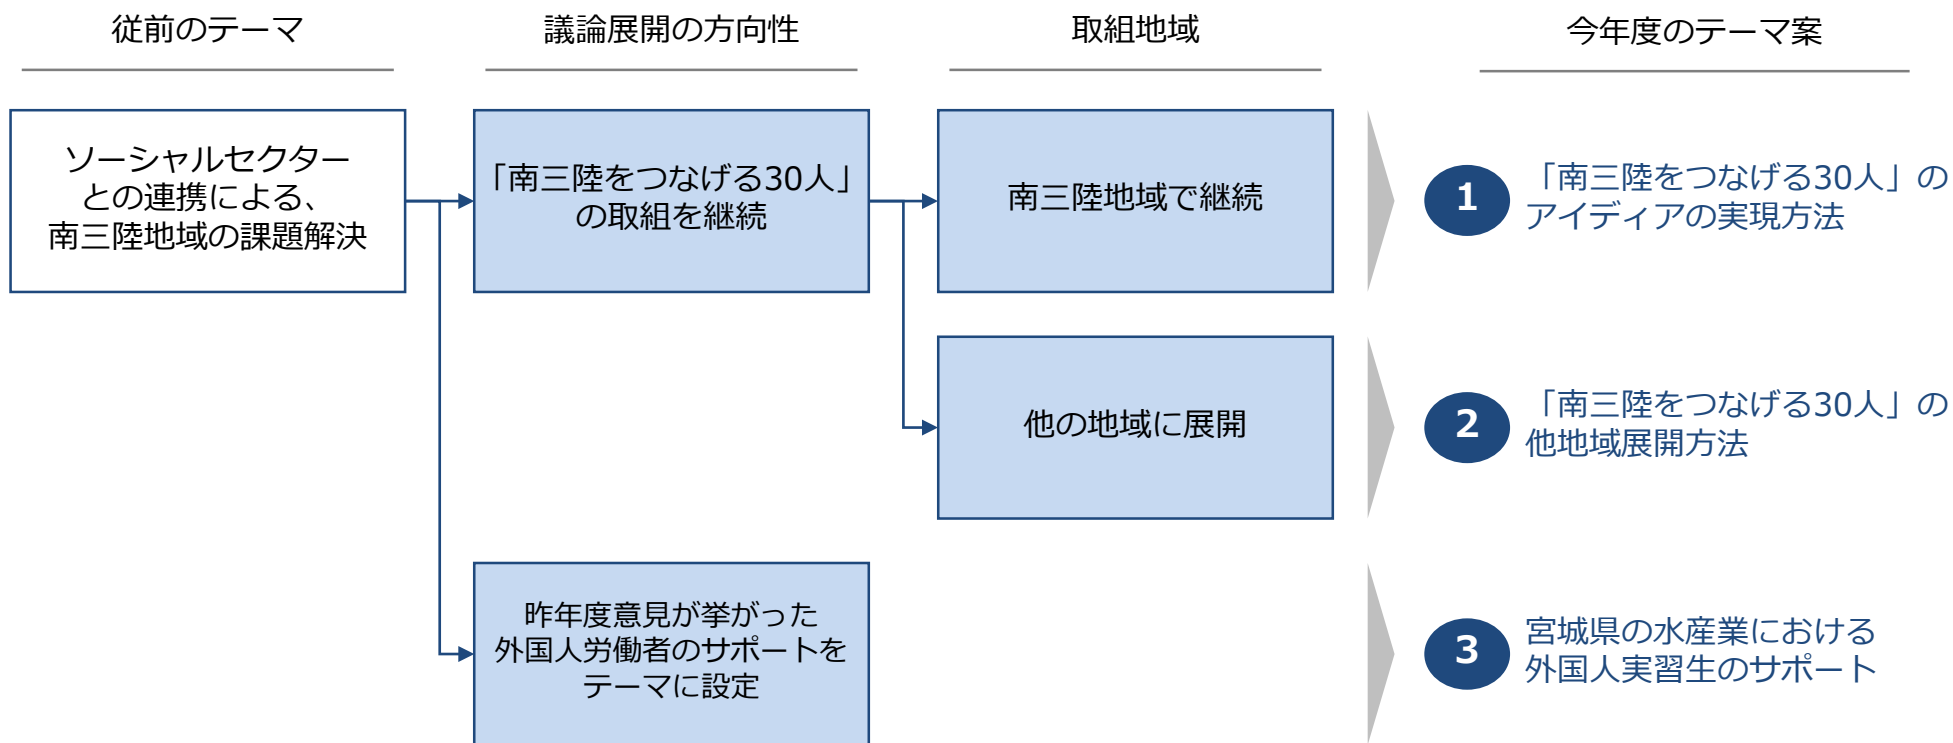 従前のテーマ
議論展開の方向性
取組地域
今年度のテーマ案
ソーシャルセクター
との連携による、
南三陸地域の課題解決
「南三陸をつなげる30人」
の取組を継続
南三陸地域で継続
1
「南三陸をつなげる30人」の
アイディアの実現方法
他の地域に展開
2
「南三陸をつなげる30人」の
他地域展開方法
昨年度意見が挙がった
外国人労働者のサポートを
テーマに設定
3
宮城県の水産業における
外国人実習生のサポート